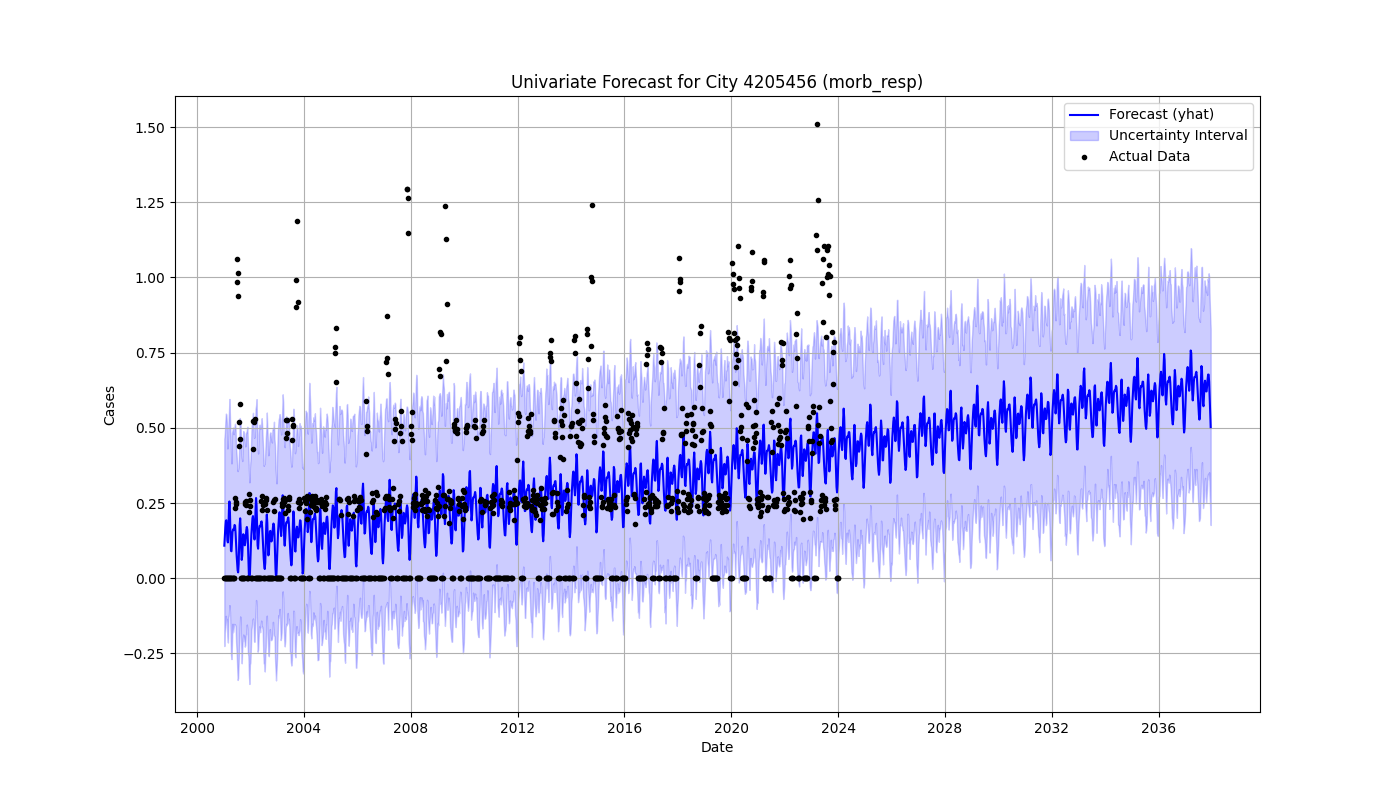 Univariate Forecast for City 4205456 (morb_resp)
Forecast (yhat)
Uncertainty Interval
Actual Data
1.50
1.25
1.00
0.75
0.50
0.25
0.00
−0.25
Cases
2000 2004 2008 2012 2016 2020 2024 2028 2032 2036
Date